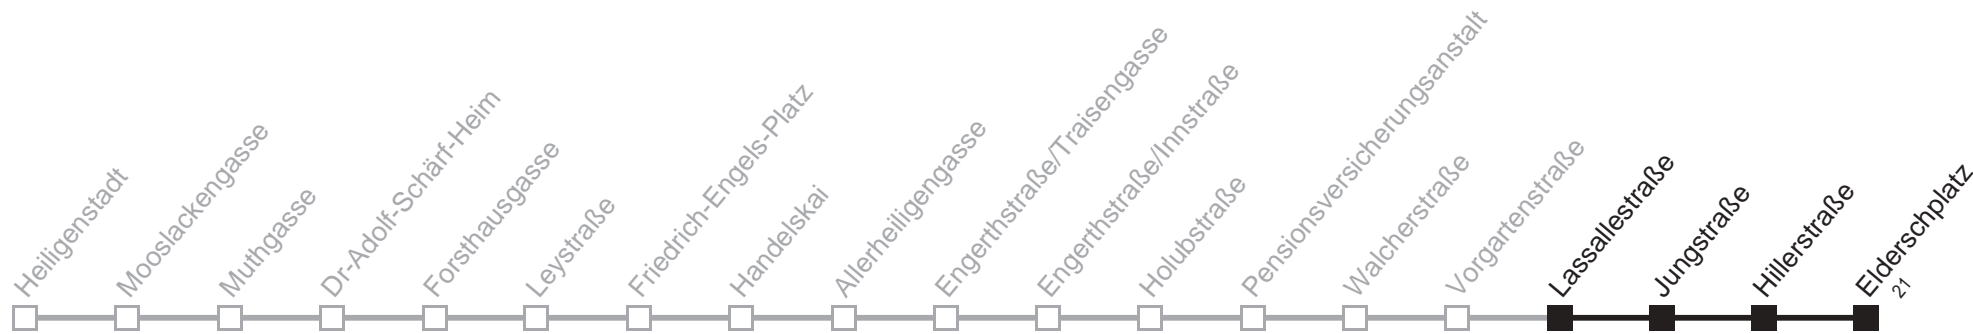 Heiligenstadt
Mooslackengasse
Muthgasse
Dr-Adolf-Schärf-Heim
Forsthausgasse
Leystraße
Friedrich-Engels-Platz
Handelskai
Allerheiligengasse
Engerthstraße/Traisengasse
Engerthstraße/Innstraße
Holubstraße
Pensionsversicherungsanstalt
Walcherstraße
Vorgartenstraße
Lassallestraße
Jungstraße
Hillerstraße
Elderschplatz
21